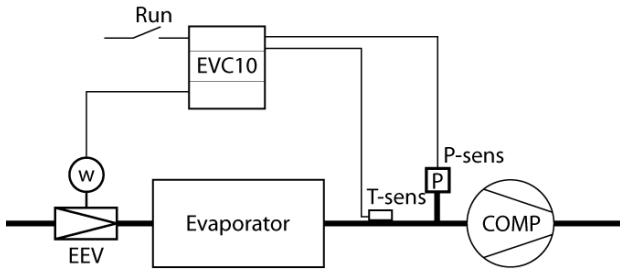 Run
EVC10
P-sens
w
P
T-sens
Evaporator
COMP
EEV